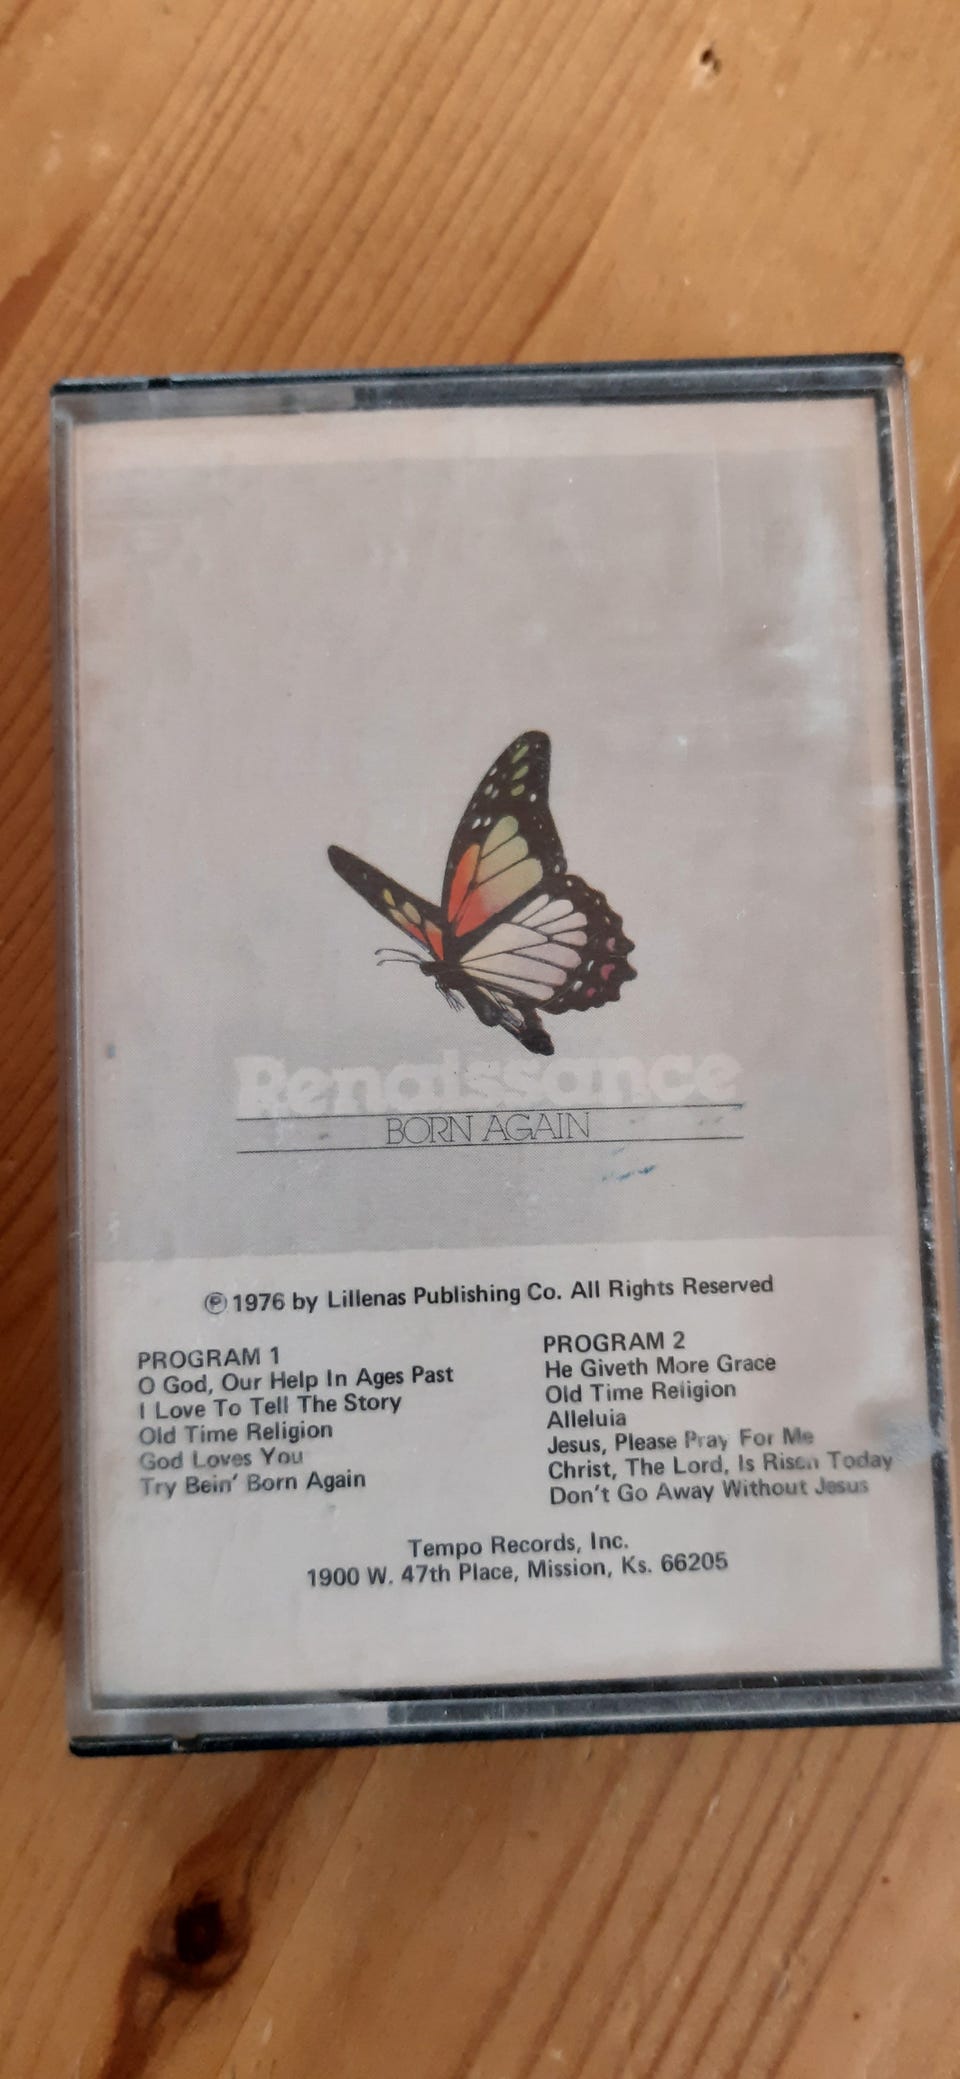 Renaissance
BORN AGAIN
Ⓟ 1976 by Lillenas Publishing Co. All Rights Reserved
PROGRAM 1
O God, Our Help In Ages Past
I Love To Tell The Story
Old Time Religion
God Loves You
Try Bein' Born Again
PROGRAM 2
He Giveth More Grace
Old Time Religion
Alleluia
Jesus, Please Pray For Me
Christ, The Lord, Is Risen Today
Don't Go Away Without Jesus
Tempo Records, Inc.
1900 W. 47th Place, Mission, Ks. 66205